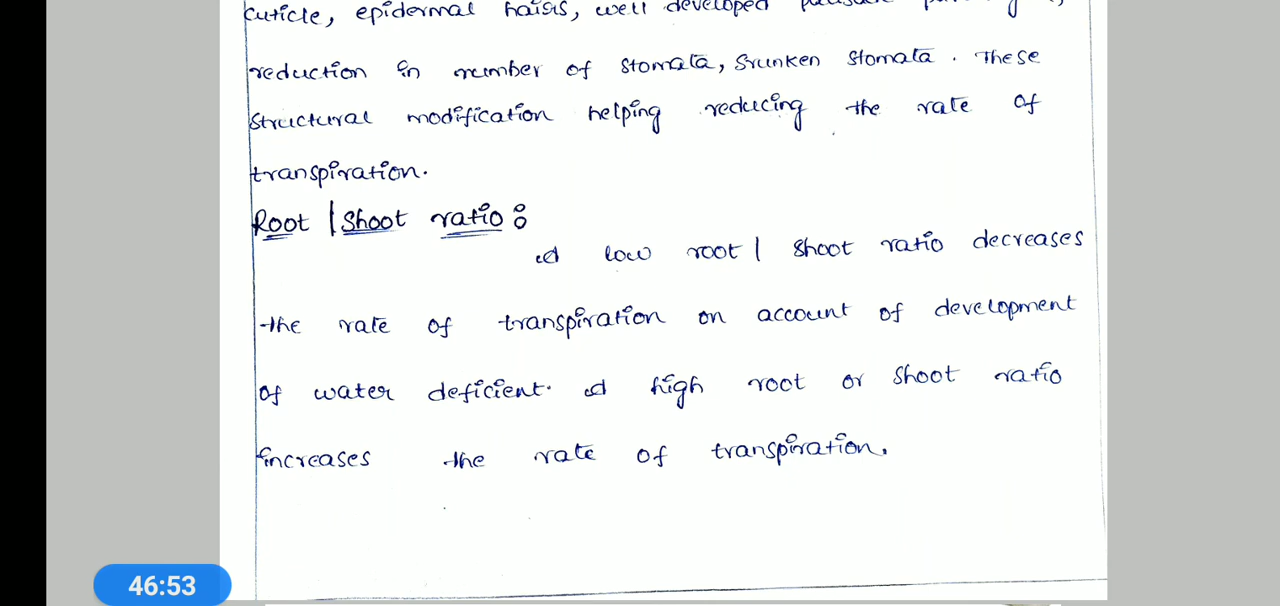 cuticle, epidermal hairs, well developed
reduction in number of stomata, srunken stomata. These
structural modification helping reducing the rate of
transpiration.
Root | Shoot ratio:
A low root | shoot ratio decreases
the rate of transpiration on account of development
of water deficient. A high root or shoot ratio
increases the rate of transpiration.
46:53